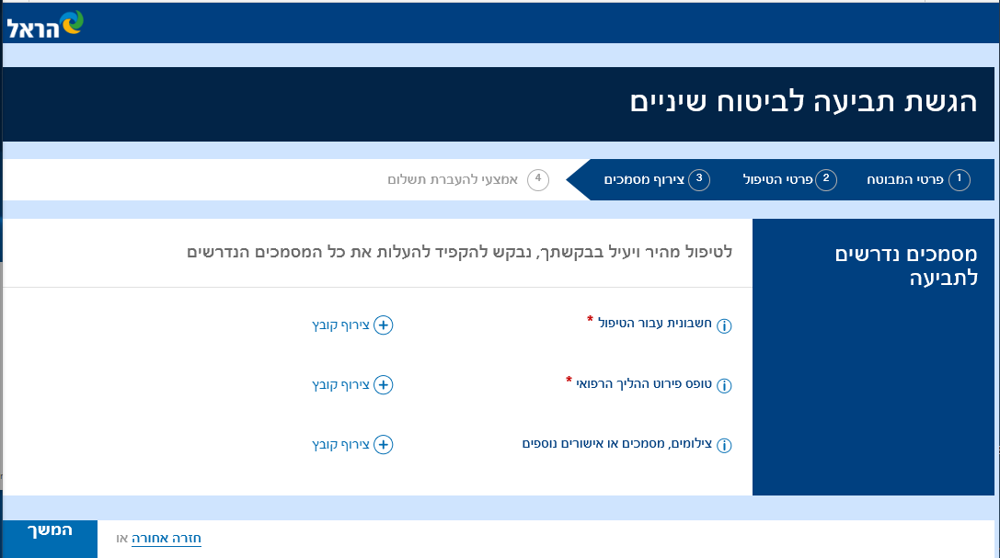 הראל
הגשת תביעה לביטוח שיניים
1 פרטי המבוטח 2 פרטי הטיפול 3 צירוף מסמכים 4 אמצעי להעברת תשלום
מסמכים נדרשים
לתביעה
לטיפול מהיר ויעיל בבקשתך, נבקש להקפיד להעלות את כל המסמכים הנדרשים
חשבונית עבור הטיפול * צירוף קובץ
טופס פירוט ההליך הרפואי * צירוף קובץ
צילומים, מסמכים או אישורים נוספים צירוף קובץ
חזרה אחורה או המשך